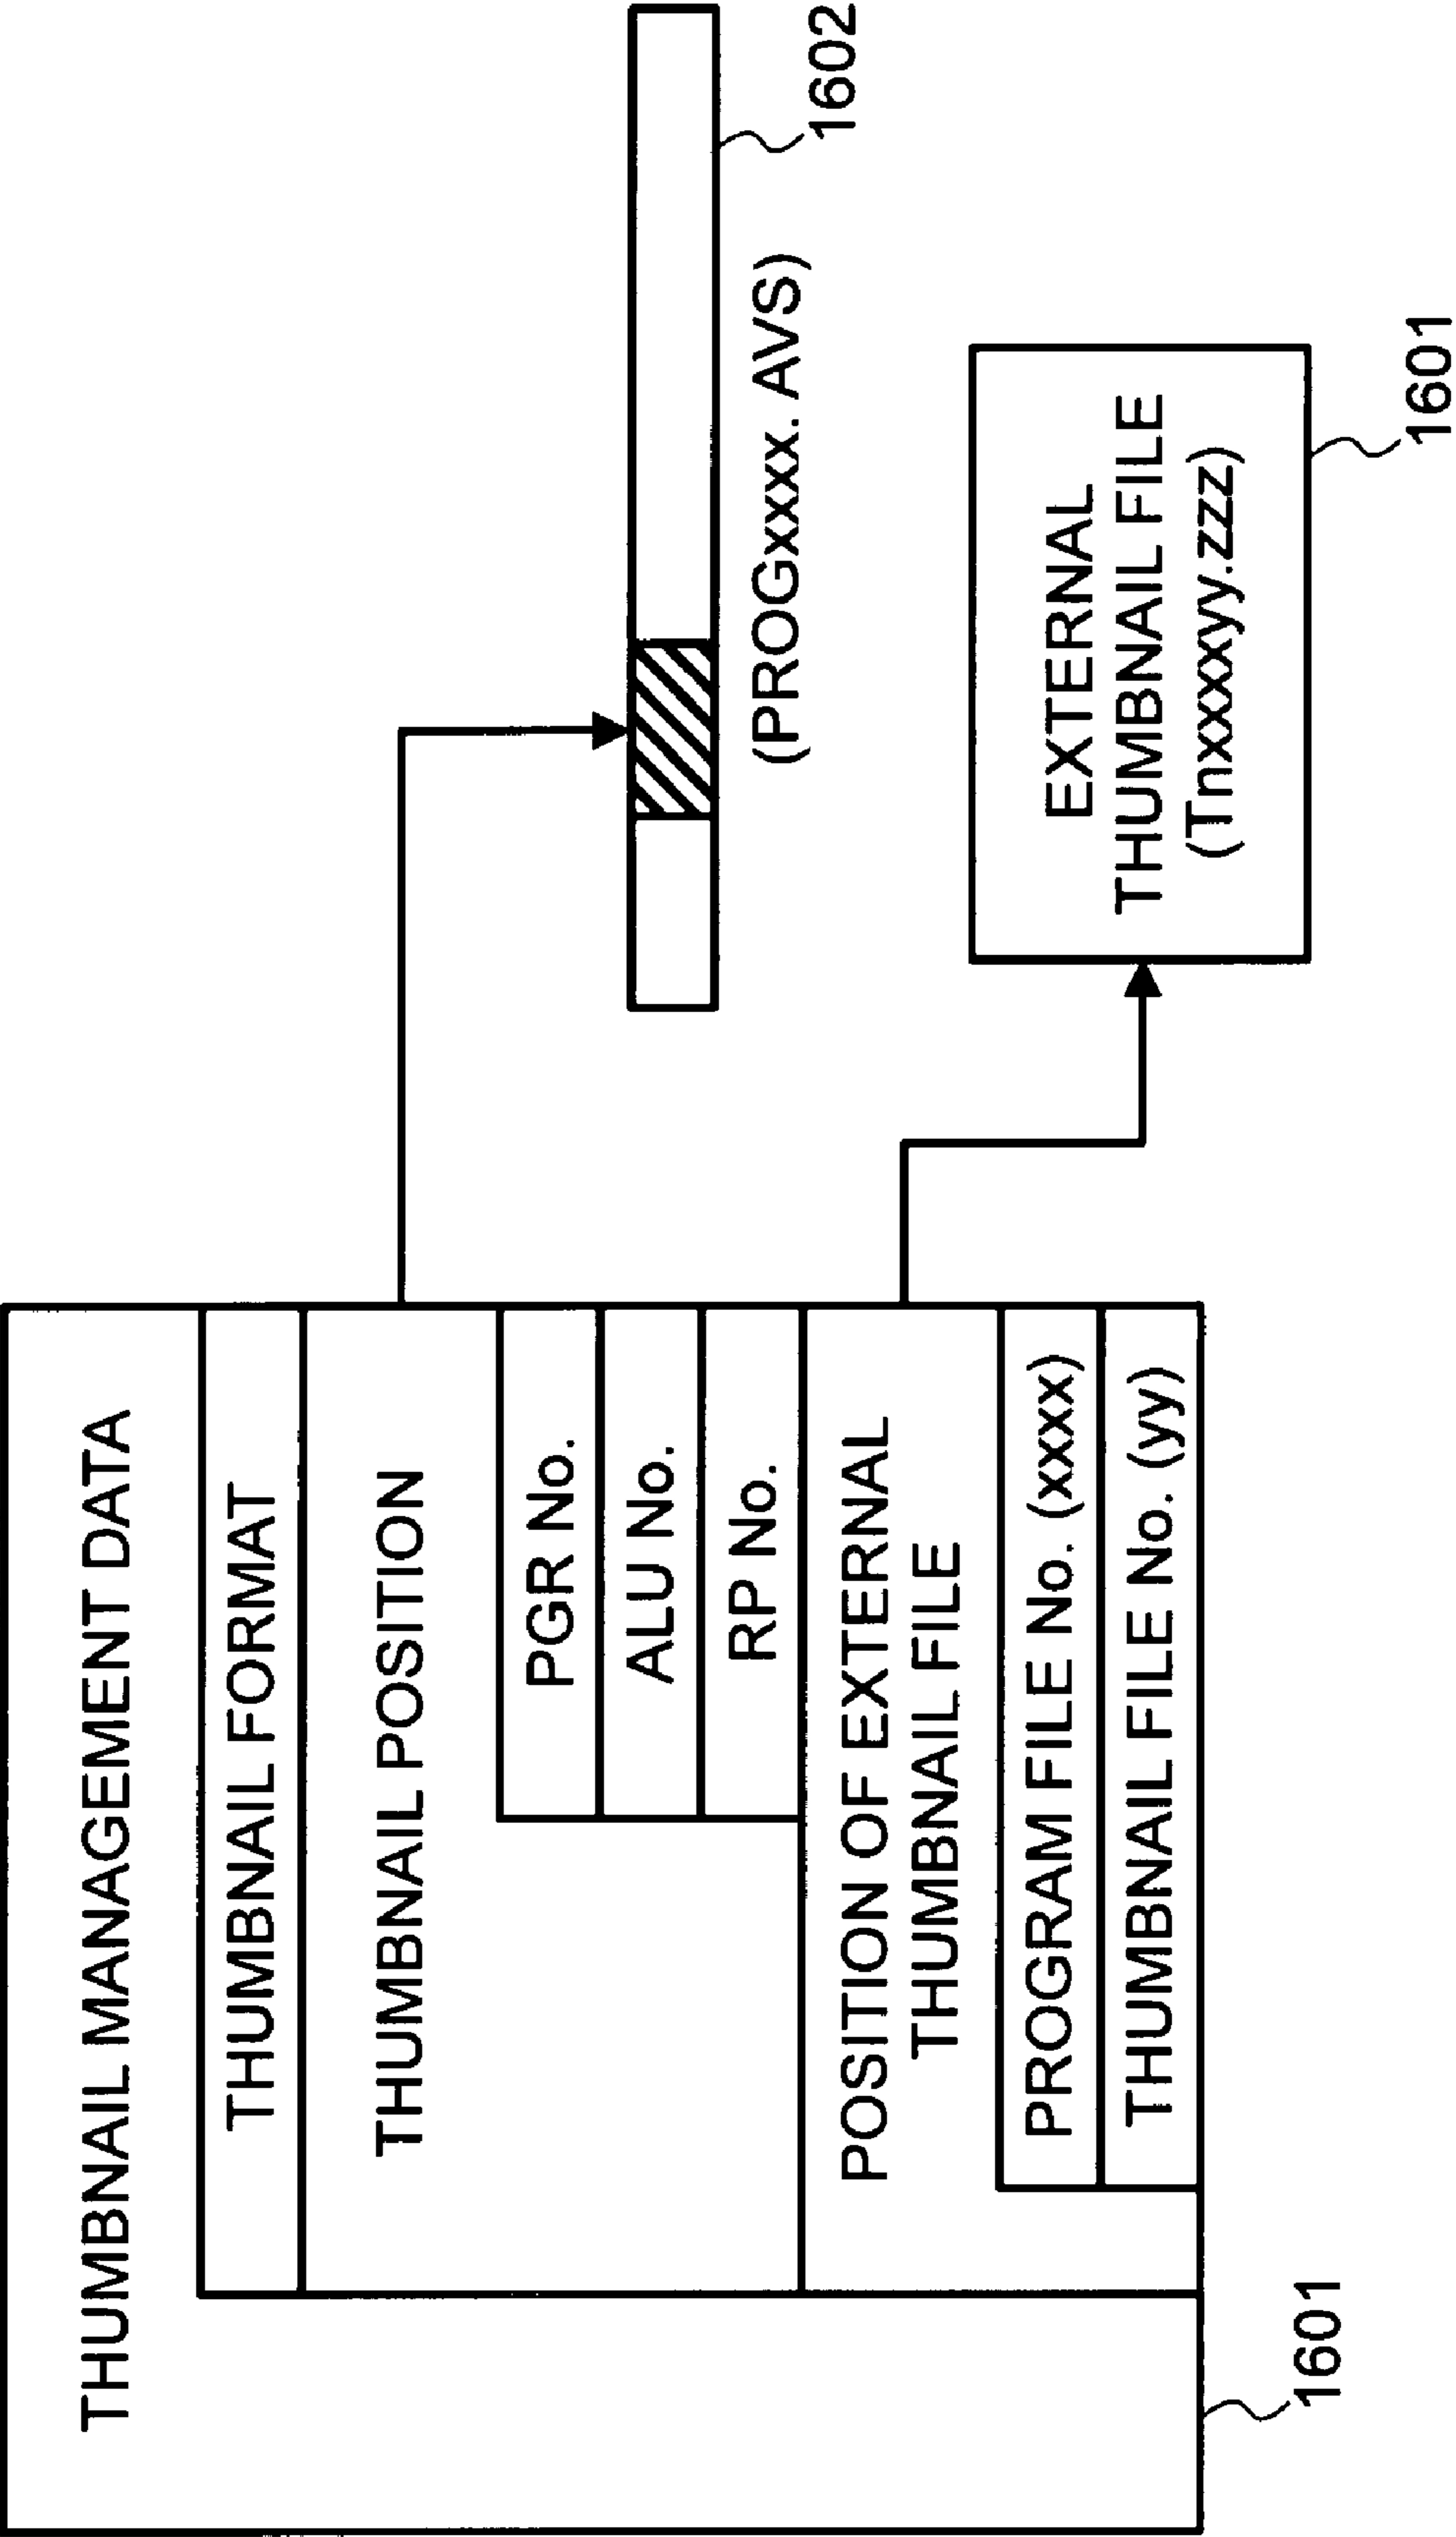 THUMBNAIL MANAGEMENT DATA
THUMBNAIL FORMAT
THUMBNAIL POSITION
PGR No.
ALU No.
RP No.
POSITION OF EXTERNAL
THUMBNAIL FILE
PROGRAM FILE No. (xxxx)
THUMBNAIL FILE No. (yy)
1601
1602
(PROGxxxx. AVS)
EXTERNAL
THUMBNAIL FILE
(Tnxxxxyy.zzz)
1601